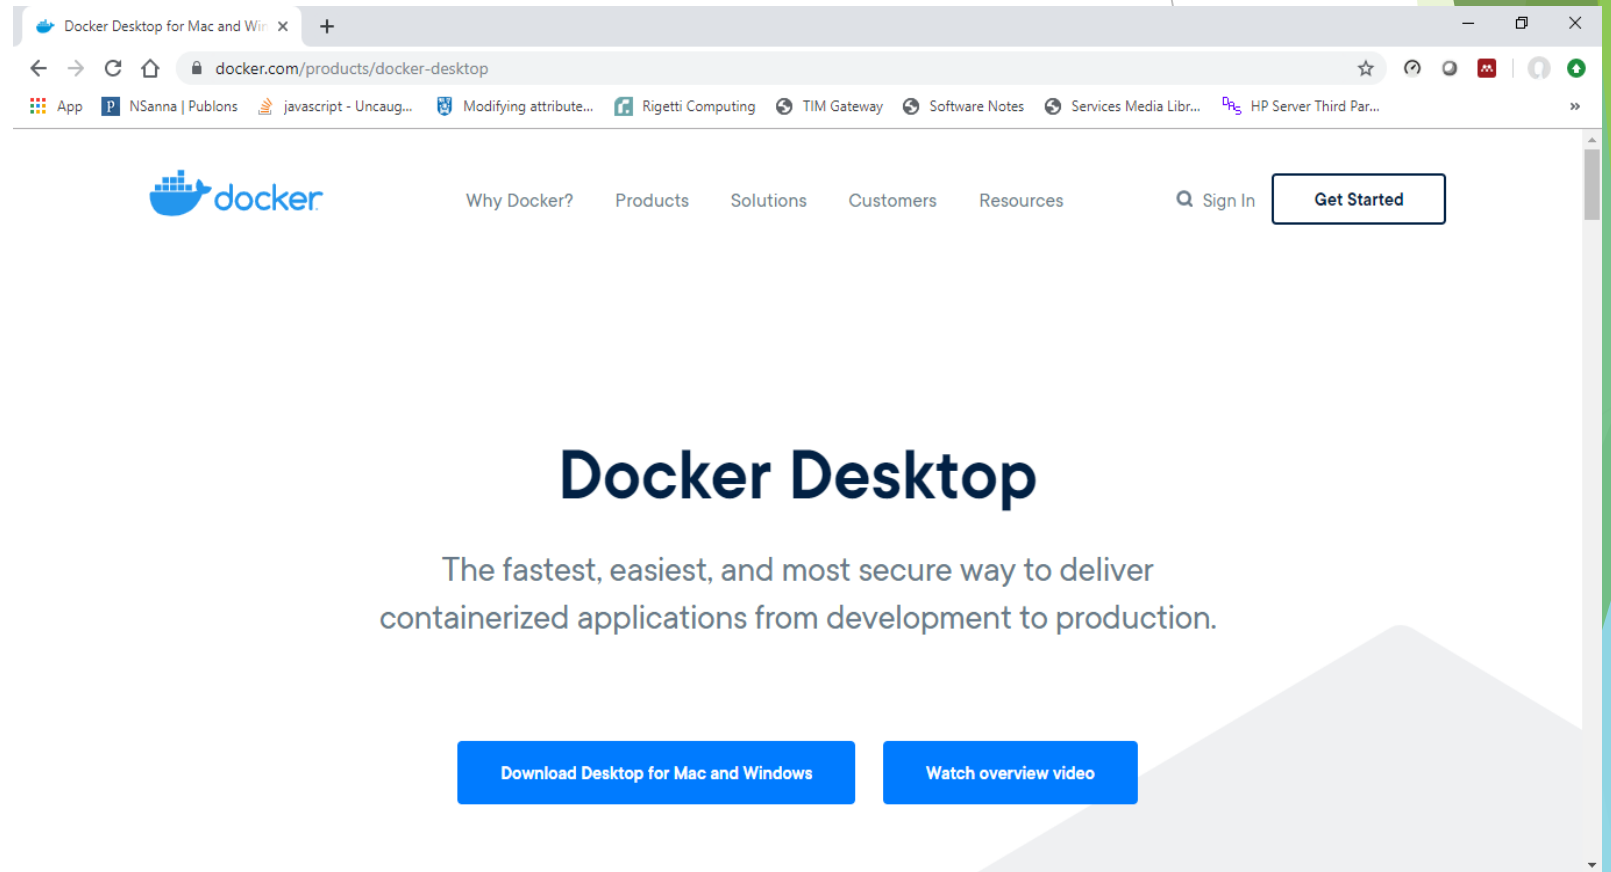 Docker Desktop for Mac and Win
docker.com/products/docker-desktop
App NSanna | Publons javascript - Uncaug... Modifying attribute... Rigetti Computing TIM Gateway Software Notes Services Media Libr... HP Server Third Par...
docker Why Docker? Products Solutions Customers Resources Sign In Get Started
Docker Desktop
The fastest, easiest, and most secure way to deliver
containerized applications from development to production.
Download Desktop for Mac and Windows Watch overview video